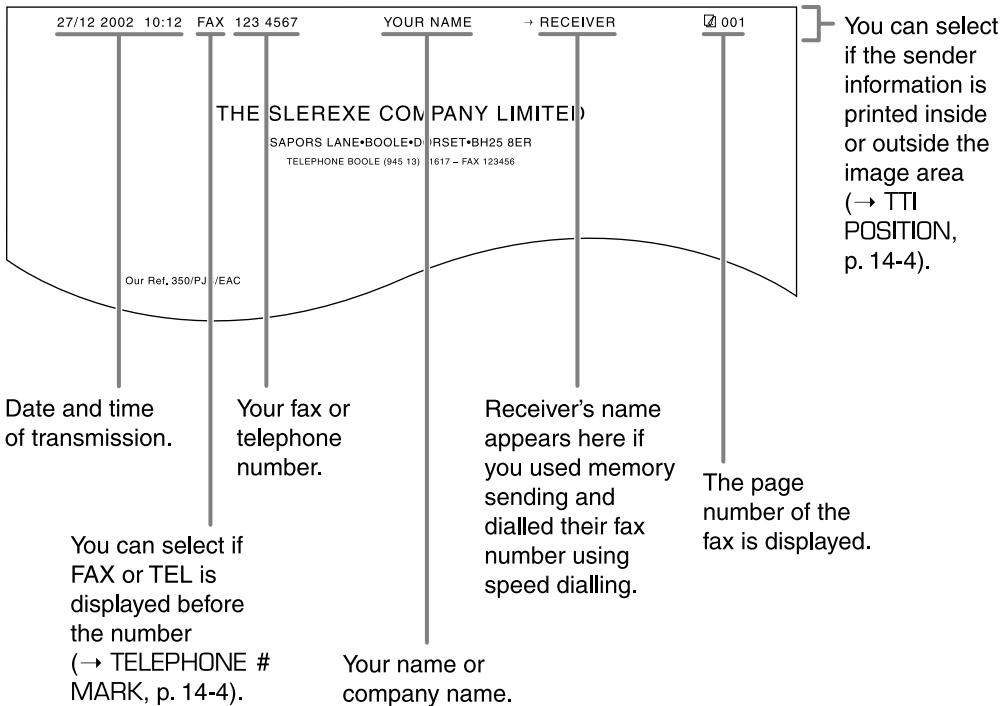 27/12 2002 10:12 FAX 123 4567 YOUR NAME → RECEIVER 001
You can select
if the sender
information is
printed inside
or outside the
image area
(→ TTI
POSITION,
p. 14-4).
THE SLEREXE COMPANY LIMITED
SAPORS LANE•BOOLE•DORSET•BH25 8ER
TELEPHONE BOOLE (945 13) 1617 – FAX 123456
Our Ref. 350/PJ /EAC
Date and time
of transmission.
Your fax or
telephone
number.
Receiver's name
appears here if
you used memory
sending and
dialled their fax
number using
speed dialling.
The page
number of the
fax is displayed.
You can select if
FAX or TEL is
displayed before
the number
(→ TELEPHONE #
MARK, p. 14-4).
Your name or
company name.